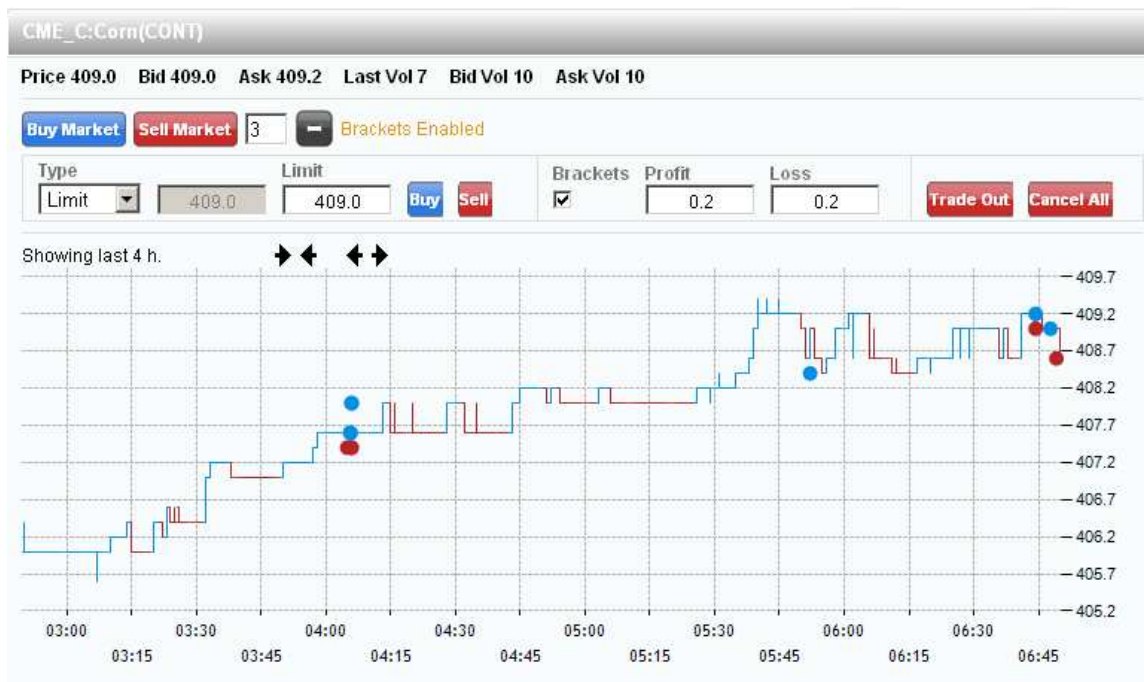 CME_C:Corn(CONT)
Price 409.0 Bid 409.0 Ask 409.2 Last Vol 7 Bid Vol 10 Ask Vol 10
Buy Market Sell Market 3 - Brackets Enabled
Type Limit Brackets Profit Loss
Limit 409.0 409.0 Buy Sell 0.2 0.2 Trade Out Cancel All
Showing last 4 h.
409.7
409.2
408.7
408.2
407.7
407.2
406.7
406.2
405.7
405.2
03:00 03:30 04:00 04:30 05:00 05:30 06:00 06:30
03:15 03:45 04:15 04:45 05:15 05:45 06:15 06:45